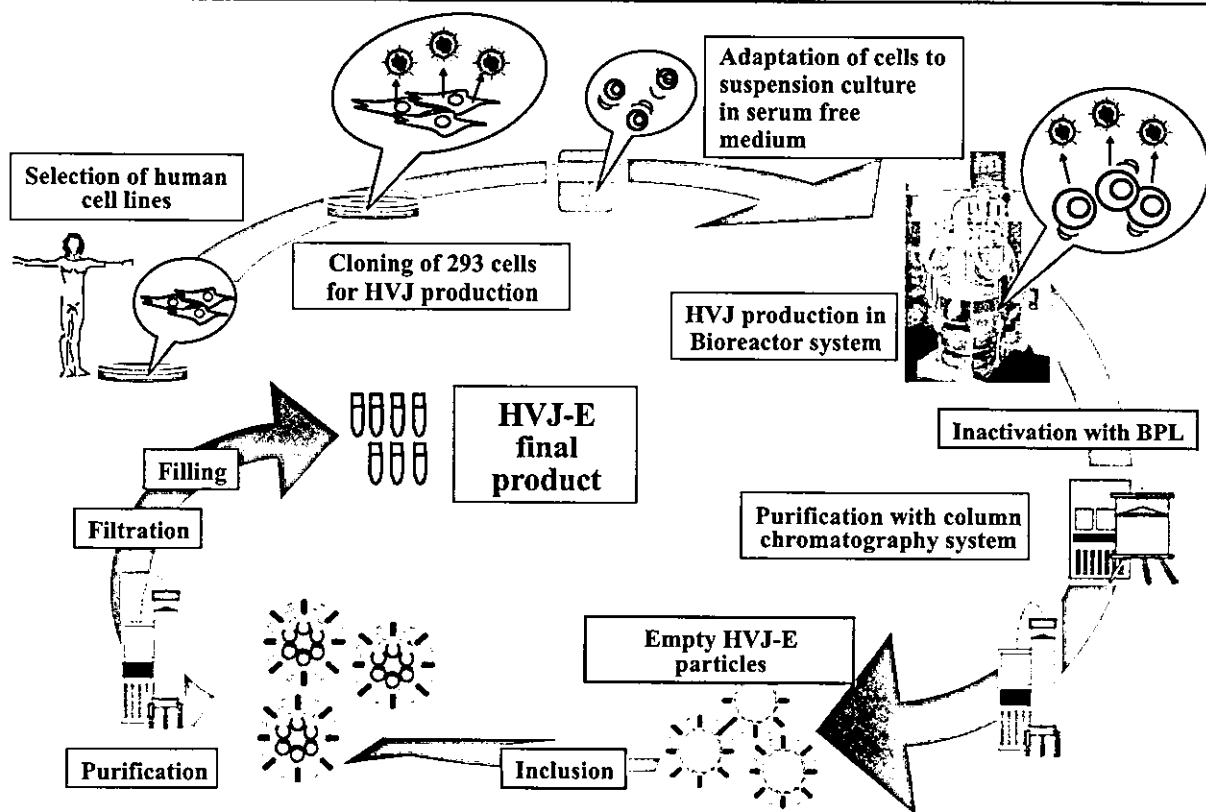 Adaptation of cells to
suspension culture
in serum free
medium
Selection of human
cell lines
Cloning of 293 cells
for HVJ production
HVJ production in
Bioreactor system
Inactivation with BPL
Purification with column
chromatography system
Empty HVJ-E
particles
Inclusion
Purification
Filtration
Filling
HVJ-E
final
product